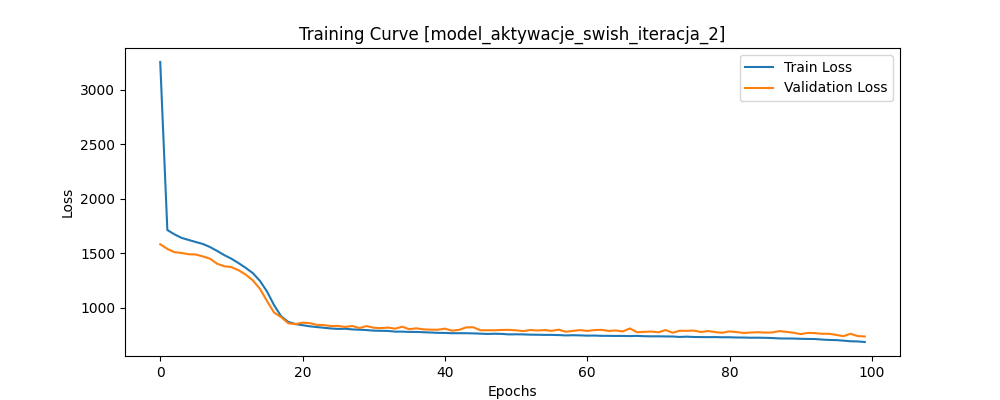 Training Curve [model_aktywacje_swish_iteracja_2]
Train Loss
Validation Loss
3000
2500
2000
1500
1000
Loss
0
20
40
60
80
100
Epochs